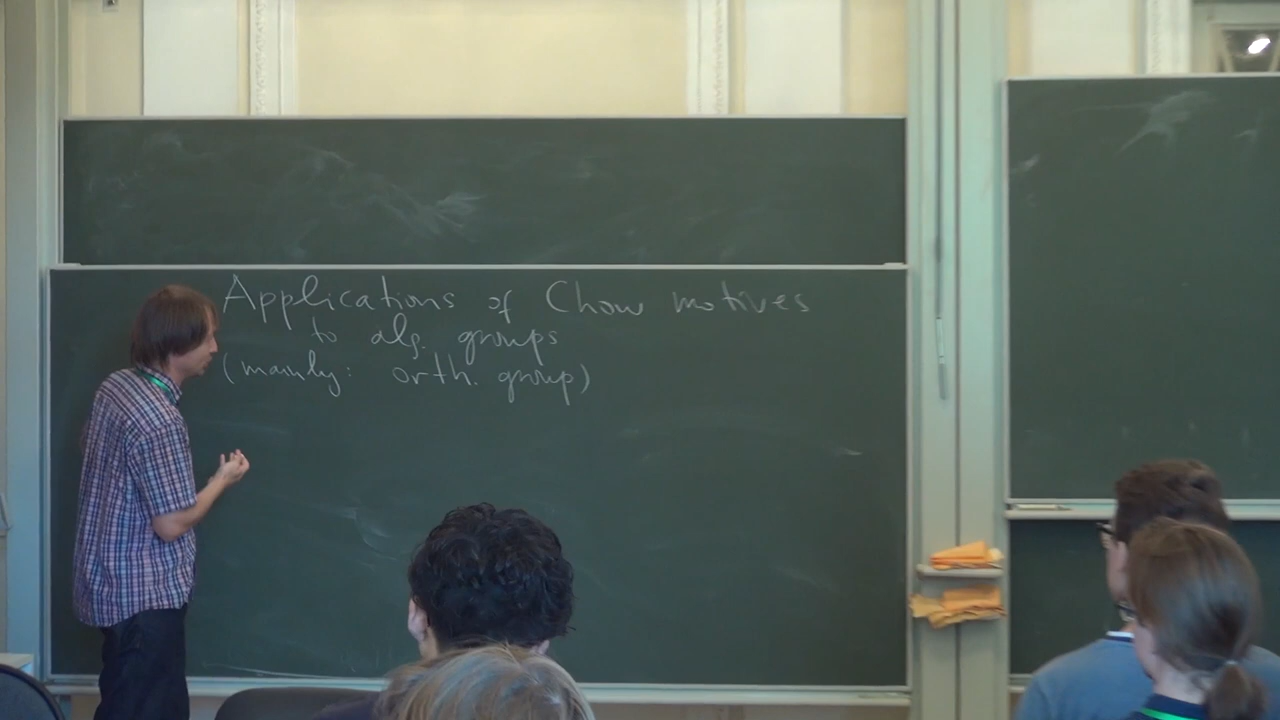 Applications of Chow motives
to alg. groups
(mainly: orth. group)